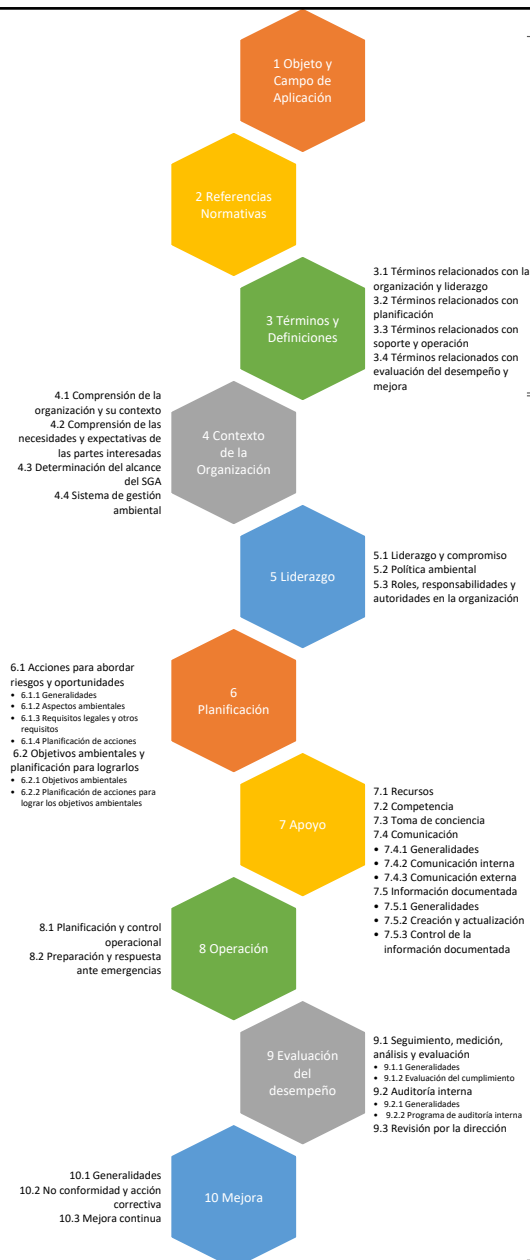 1 Objeto y
Campo de
Aplicación
2 Referencias
Normativas
3 Términos y
Definiciones
3.1 Términos relacionados con la
organización y liderazgo
3.2 Términos relacionados con
planificación
3.3 Términos relacionados con
soporte y operación
3.4 Términos relacionados con
evaluación del desempeño y
mejora
4.1 Comprensión de la
organización y su contexto
4.2 Comprensión de las
necesidades y expectativas de
las partes interesadas
4.3 Determinación del alcance
del SGA
4.4 Sistema de gestión
ambiental
4 Contexto
de la
Organización
5 Liderazgo
5.1 Liderazgo y compromiso
5.2 Política ambiental
5.3 Roles, responsabilidades y
autoridades en la organización
6.1 Acciones para abordar
riesgos y oportunidades
• 6.1.1 Generalidades
• 6.1.2 Aspectos ambientales
• 6.1.3 Requisitos legales y otros
requisitos
• 6.1.4 Planificación de acciones
6.2 Objetivos ambientales y
planificación para lograrlos
• 6.2.1 Objetivos ambientales
• 6.2.2 Planificación de acciones para
lograr los objetivos ambientales
6
Planificación
7 Apoyo
7.1 Recursos
7.2 Competencia
7.3 Toma de conciencia
7.4 Comunicación
• 7.4.1 Generalidades
• 7.4.2 Comunicación interna
• 7.4.3 Comunicación externa
7.5 Información documentada
• 7.5.1 Generalidades
• 7.5.2 Creación y actualización
• 7.5.3 Control de la
información documentada
8.1 Planificación y control
operacional
8.2 Preparación y respuesta
ante emergencias
8 Operación
9 Evaluación
del
desempeño
9.1 Seguimiento, medición,
análisis y evaluación
• 9.1.1 Generalidades
• 9.1.2 Evaluación del cumplimiento
9.2 Auditoría interna
• 9.2.1 Generalidades
• 9.2.2 Programa de auditoría interna
9.3 Revisión por la dirección
10.1 Generalidades
10.2 No conformidad y acción
correctiva
10.3 Mejora continua
10 Mejora